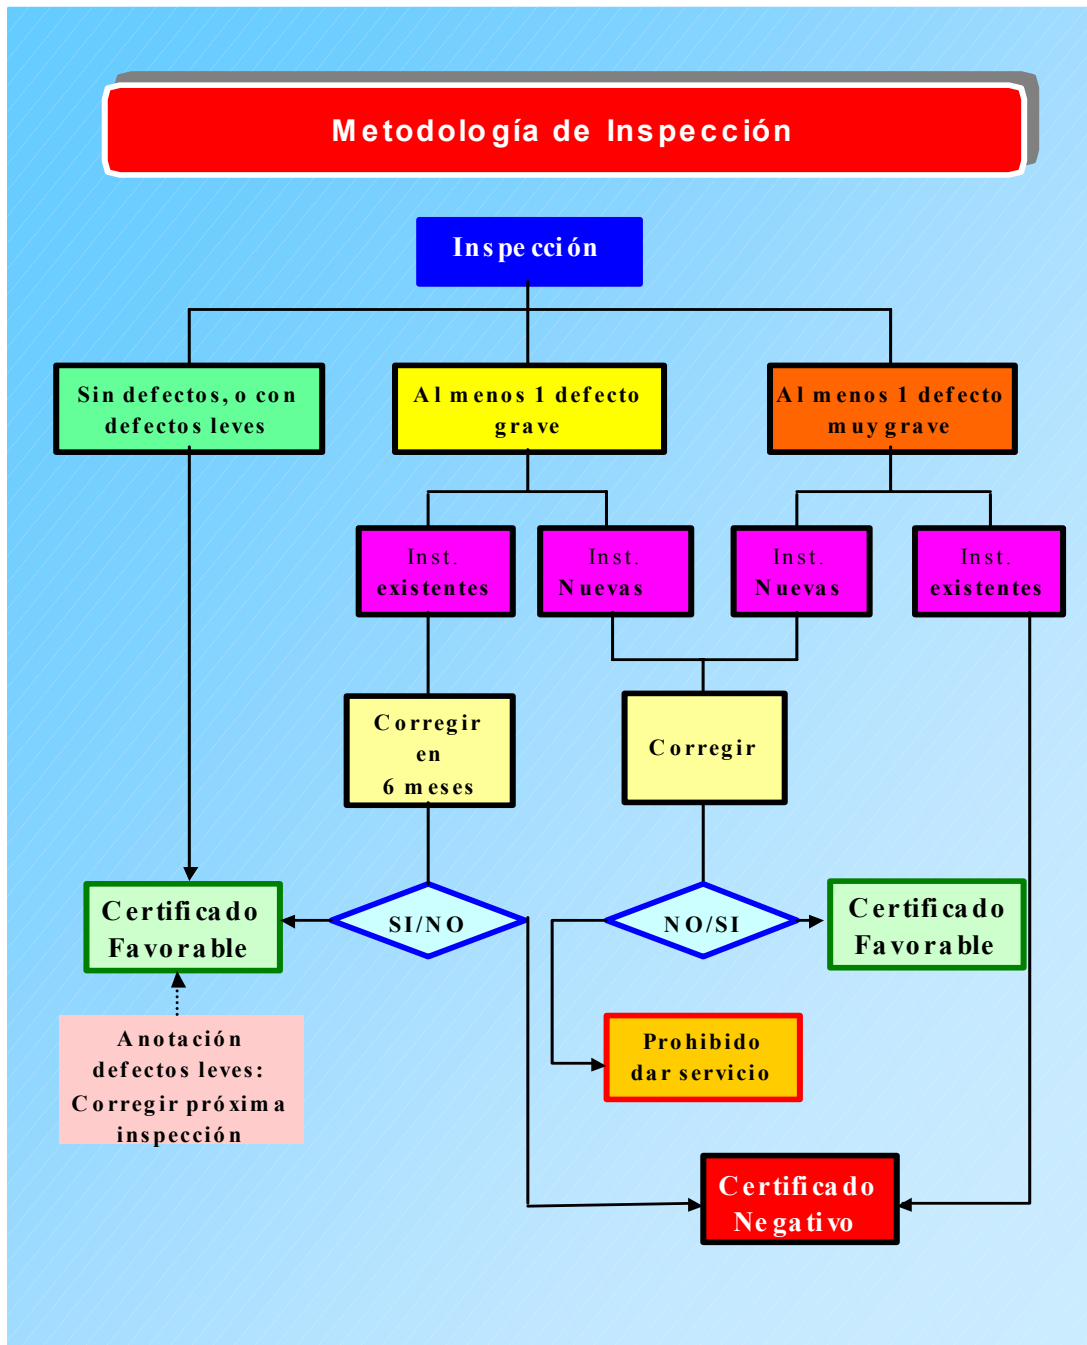 Metodología de Inspección
Inspección
Sin defectos, o con
defectos leves
Al menos 1 defecto
grave
Al menos 1 defecto
muy grave
Inst.
existentes
Inst.
Nuevas
Inst.
Nuevas
Inst.
existentes
Corregir
en
6 meses
Corregir
Certificado
Favorable
SI/NO
NO/SI
Certificado
Favorable
Anotación
defectos leves:
Corregir próxima
inspección
Prohibido
dar servicio
Certificado
Negativo